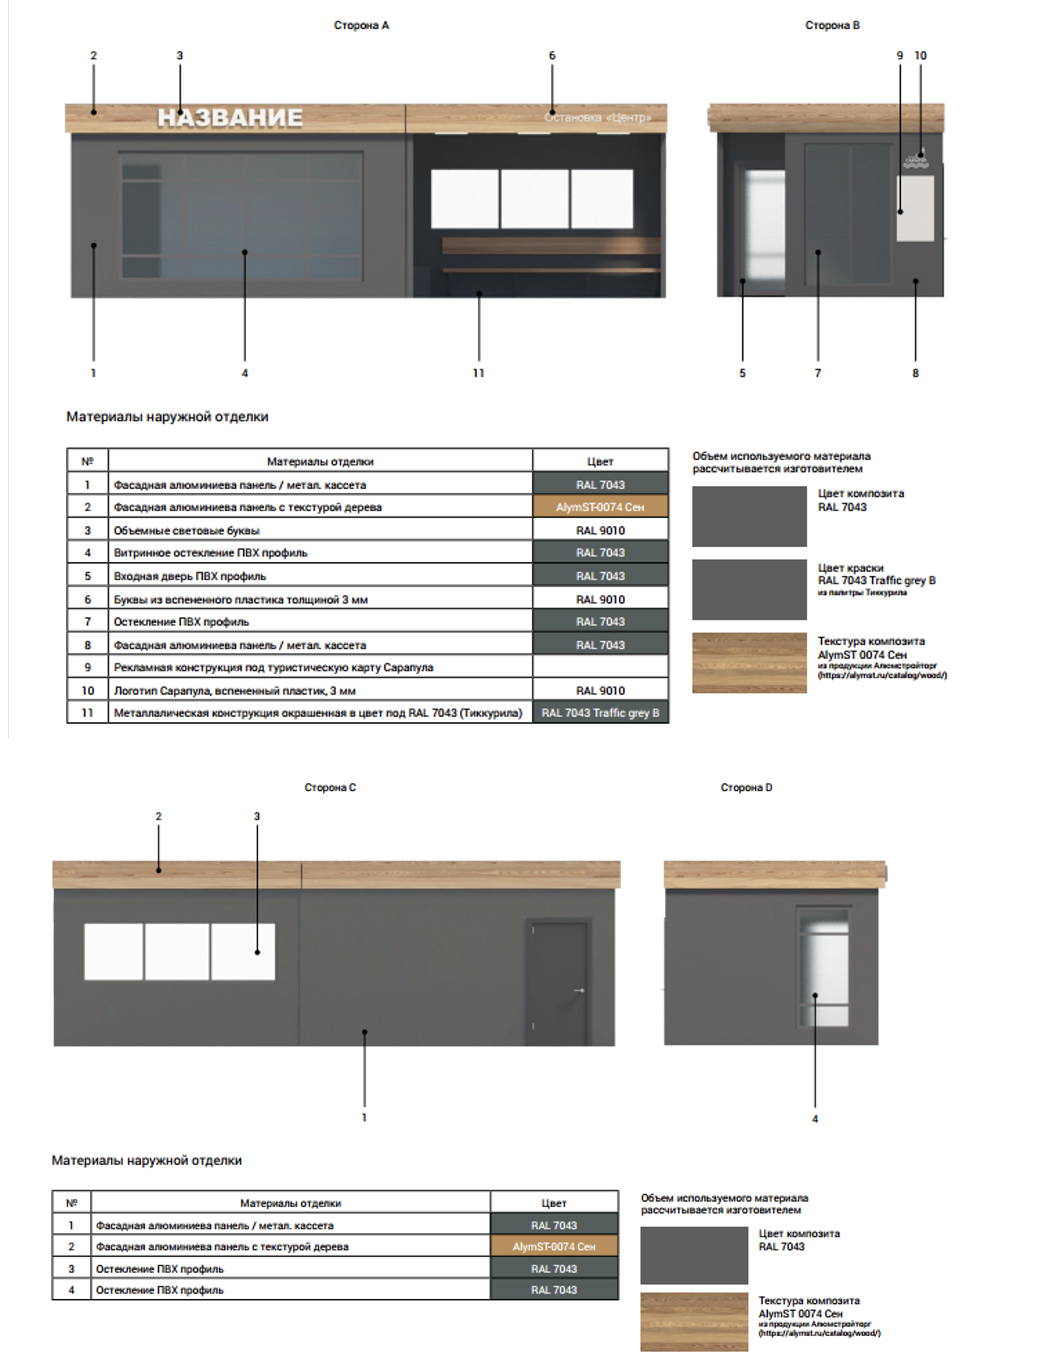 Сторона A
Сторона B
2
3
6
9
10
НАЗВАНИЕ
Остановка «Центр»
1
4
11
5
7
8
Материалы наружной отделки
№ Материалы отделки Цвет
1 Фасадная алюминиева панель / метал. кассета RAL 7043
2 Фасадная алюминиева панель с текстурой дерева AlymST-0074 Сен
3 Объемные световые буквы RAL 9010
4 Витринное остекление ПВХ профиль RAL 7043
5 Входная дверь ПВХ профиль RAL 7043
6 Буквы из вспененного пластика толщиной 3 мм RAL 9010
7 Остекление ПВХ профиль RAL 7043
8 Фасадная алюминиева панель / метал. кассета RAL 7043
9 Рекламная конструкция под туристическую карту Сарапула
10 Логотип Сарапула, вспененный пластик, 3 мм RAL 9010
11 Металлалическая конструкция окрашенная в цвет под RAL 7043 (Тиккурила) RAL 7043 Traffic grey B
Объем используемого материала
рассчитывается изготовителем
Цвет композита
RAL 7043
Цвет краски
RAL 7043 Traffic grey B
из палитры Тиккурила
Текстура композита
AlymST 0074 Сен
из продукции Алюмстройторг
(https://alymst.ru/catalog/wood/)
Сторона C
Сторона D
2
3
1
4
Материалы наружной отделки
№ Материалы отделки Цвет
1 Фасадная алюминиева панель / метал. кассета RAL 7043
2 Фасадная алюминиева панель с текстурой дерева AlymST-0074 Сен
3 Остекление ПВХ профиль RAL 7043
4 Остекление ПВХ профиль RAL 7043
Объем используемого материала
рассчитывается изготовителем
Цвет композита
RAL 7043
Текстура композита
AlymST 0074 Сен
из продукции Алюмстройторг
(https://alymst.ru/catalog/wood/)